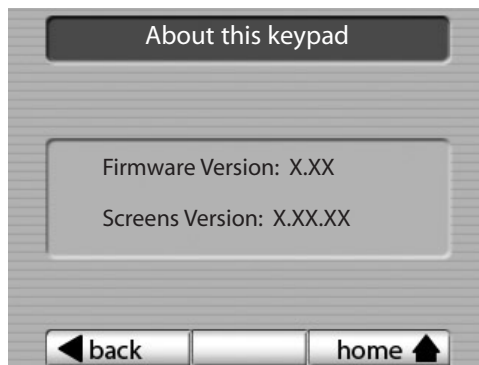 About this keypad
Firmware Version: X.XX
Screens Version: X.XX.XX
back home